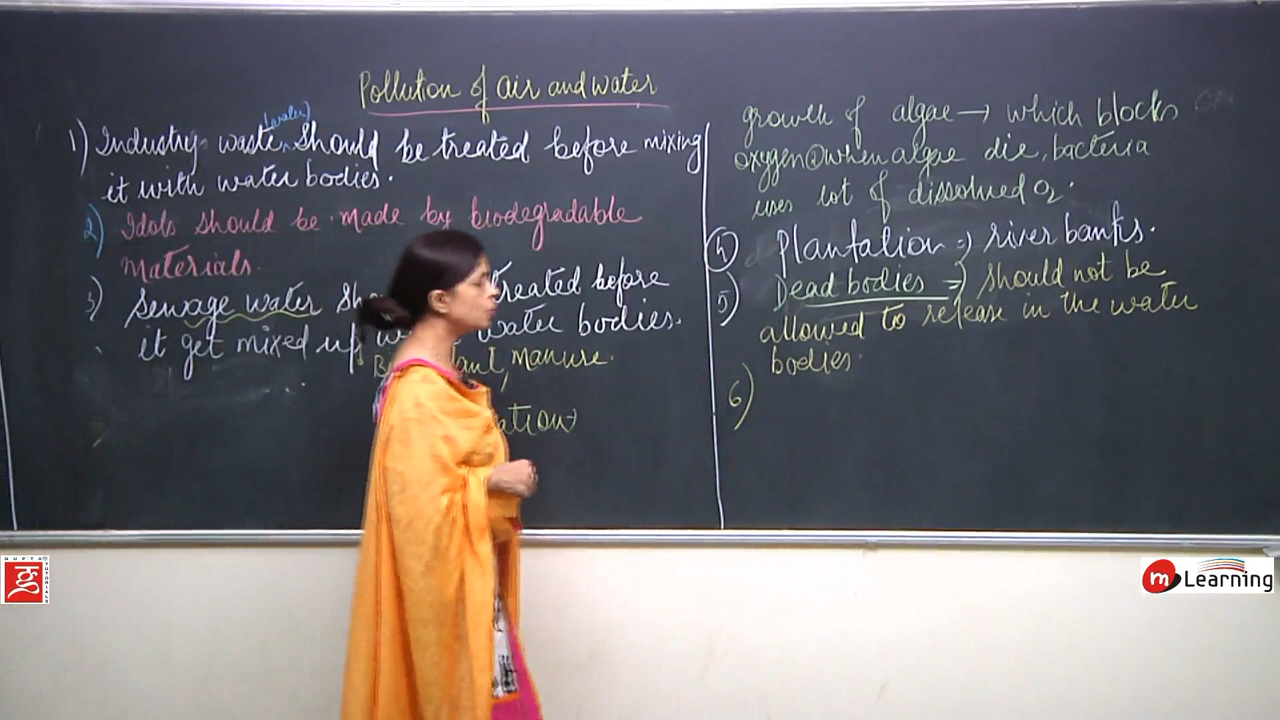 Pollution of air and water
(water)
1) Industry waste should be treated before mixing
it with water bodies.
2) Idols should be made by biodegradable
materials.
3) Sewage water treated before
it get mixed up water bodies.
Manure.
growth of algae → which blocks
oxygen ② when algae die, bacteria
uses lot of dissolved O2.
4) Plantation => river banks.
5) Dead bodies => should not be
allowed to release in the water
bodies.
6)
GUPTA TUTORIALS
m Learning